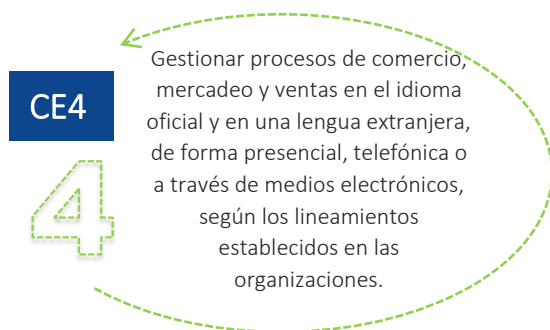 CE4
4
Gestionar procesos de comercio,
mercadeo y ventas en el idioma
oficial y en una lengua extranjera,
de forma presencial, telefónica o
a través de medios electrónicos,
según los lineamientos
establecidos en las
organizaciones.